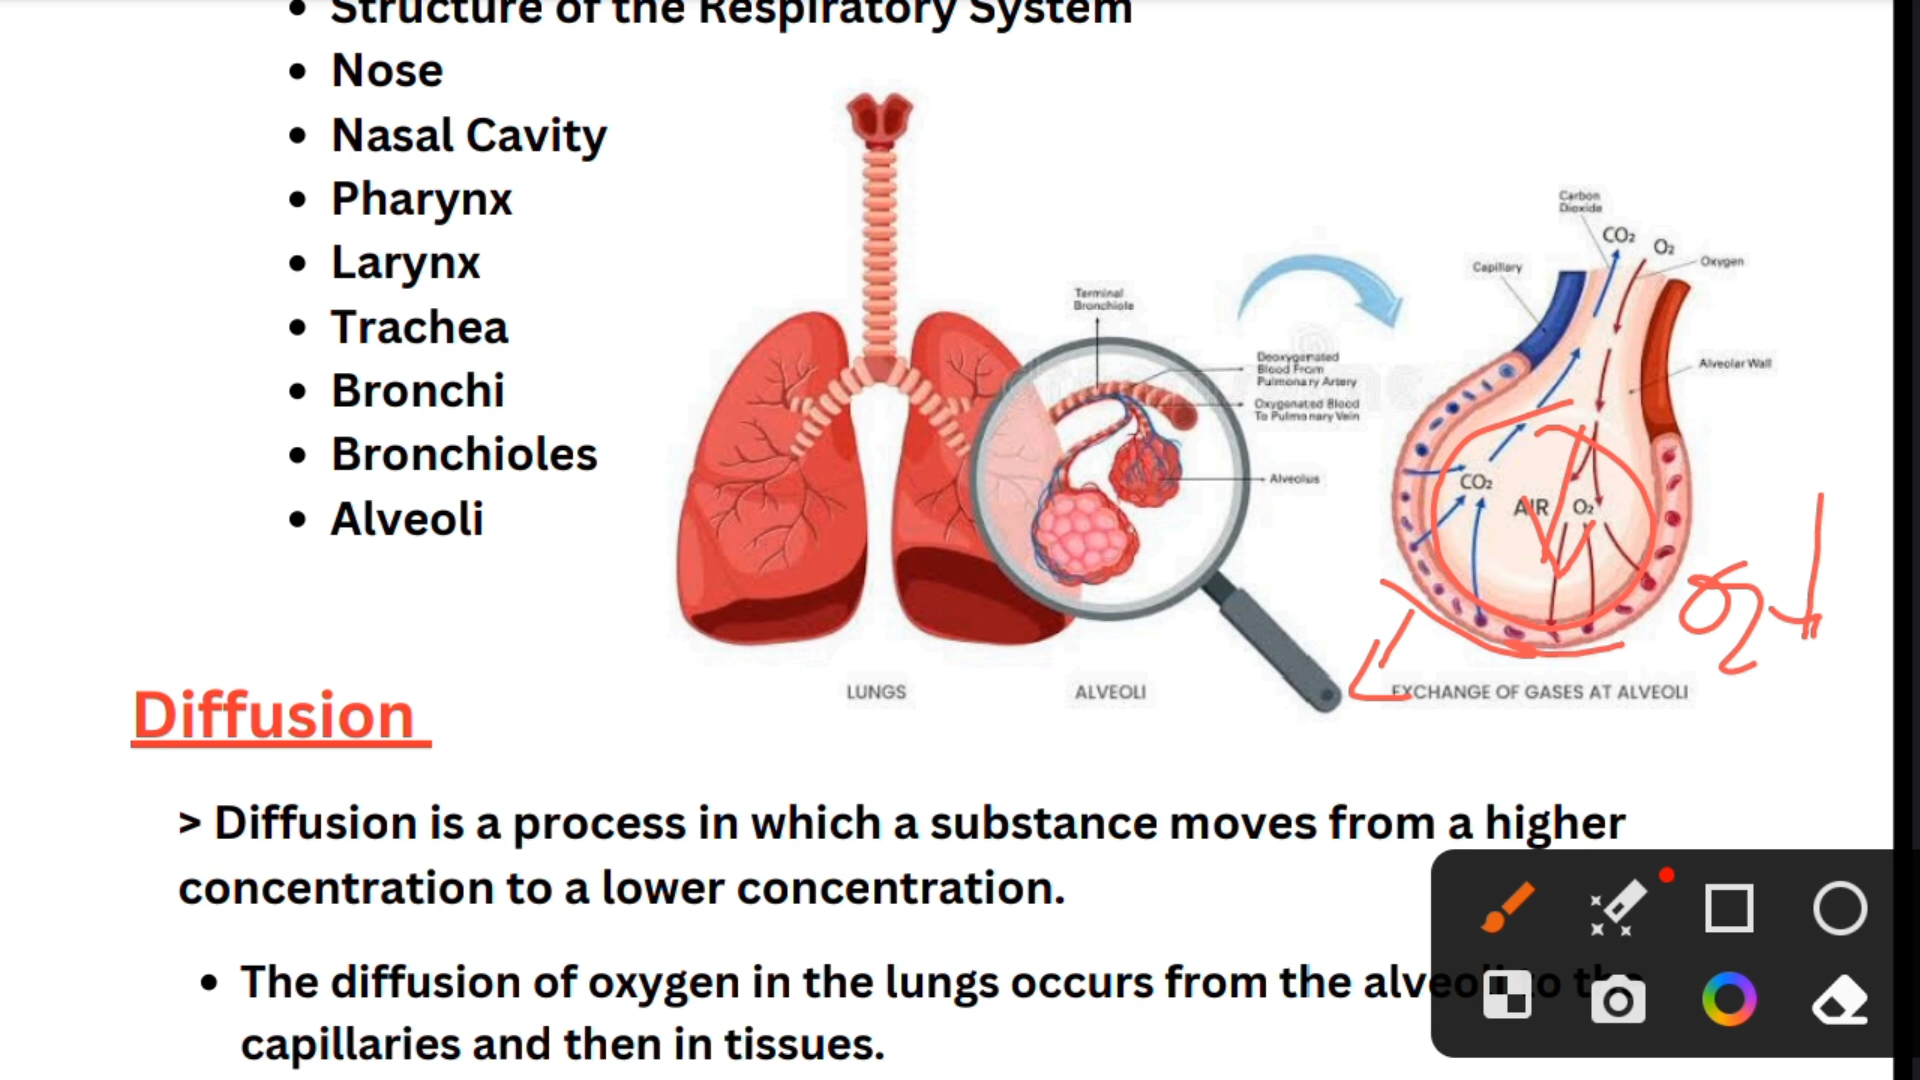 Structure of the Respiratory System
• Nose
• Nasal Cavity
• Pharynx
• Larynx
• Trachea
• Bronchi
• Bronchioles
• Alveoli
Terminal
Bronchiole
Deoxygenated
Blood From
Pulmonary Artery
Oxygenated Blood
To Pulmonary Vein
Alveolus
Carbon
Dioxide
CO₂
O₂
Oxygen
Capillary
Alveolar Wall
CO₂
AIR
O₂
LUNGS
ALVEOLI
EXCHANGE OF GASES AT ALVEOLI
Diffusion
> Diffusion is a process in which a substance moves from a higher
concentration to a lower concentration.
• The diffusion of oxygen in the lungs occurs from the alveoli to the
capillaries and then in tissues.